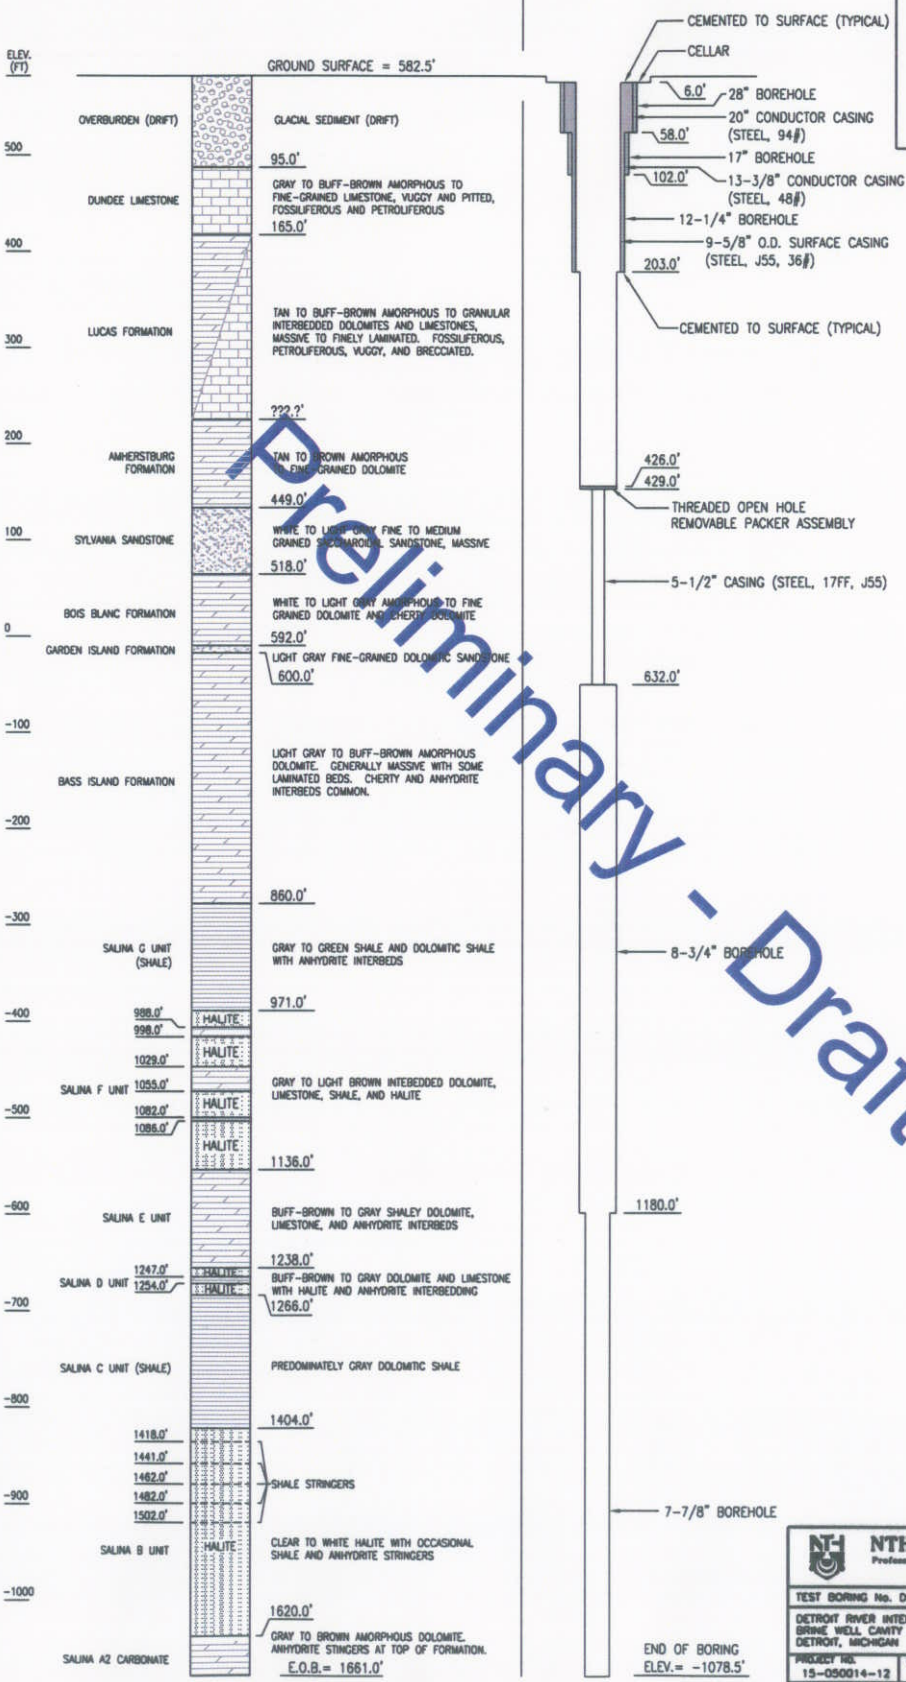 ELEV.
(FT)
GROUND SURFACE = 582.5'
OVERBURDEN (DRIFT)
GLACIAL SEDIMENT (DRIFT)
500
95.0'
DUNDEE LIMESTONE
GRAY TO BUFF-BROWN AMORPHOUS TO
FINE-GRAINED LIMESTONE, VUGGY AND PITTED,
FOSSILIFEROUS AND PETROLIFEROUS
165.0'
400
LUCAS FORMATION
TAN TO BUFF-BROWN AMORPHOUS TO GRANULAR
INTERBEDDED DOLOMITES AND LIMESTONES,
MASSIVE TO FINELY LAMINATED. FOSSILIFEROUS,
PETROLIFEROUS, VUGGY, AND BRECCIATED.
300
???.?'
200
AMHERSTBURG
FORMATION
TAN TO BROWN AMORPHOUS
TO FINE-GRAINED DOLOMITE
449.0'
100
SYLVANIA SANDSTONE
WHITE TO LIGHT GRAY FINE TO MEDIUM
GRAINED SACCHAROIDAL SANDSTONE, MASSIVE
518.0'
BOIS BLANC FORMATION
WHITE TO LIGHT GRAY AMORPHOUS TO FINE
GRAINED DOLOMITE AND CHERTY DOLOMITE
0
592.0'
GARDEN ISLAND FORMATION
LIGHT GRAY FINE-GRAINED DOLOMITIC SANDSTONE
600.0'
-100
BASS ISLAND FORMATION
LIGHT GRAY TO BUFF-BROWN AMORPHOUS
DOLOMITE. GENERALLY MASSIVE WITH SOME
LAMINATED BEDS. CHERTY AND ANHYDRITE
INTERBEDS COMMON.
-200
860.0'
-300
SALINA G UNIT
(SHALE)
GRAY TO GREEN SHALE AND DOLOMITIC SHALE
WITH ANHYDRITE INTERBEDS
971.0'
-400
988.0'
HALITE
998.0'
HALITE
1029.0'
SALINA F UNIT
1055.0'
GRAY TO LIGHT BROWN INTEBEDDED DOLOMITE,
LIMESTONE, SHALE, AND HALITE
HALITE
-500
1082.0'
1086.0'
HALITE
1136.0'
-600
SALINA E UNIT
BUFF-BROWN TO GRAY SHALEY DOLOMITE,
LIMESTONE, AND ANHYDRITE INTERBEDS
1238.0'
1247.0'
HALITE
SALINA D UNIT
1254.0'
HALITE
BUFF-BROWN TO GRAY DOLOMITE AND LIMESTONE
WITH HALITE AND ANHYDRITE INTERBEDDING
1266.0'
-700
SALINA C UNIT (SHALE)
PREDOMINATELY GRAY DOLOMITIC SHALE
-800
1404.0'
1418.0'
1441.0'
1462.0'
1482.0'
1502.0'
SHALE STRINGERS
-900
SALINA B UNIT
HALITE
CLEAR TO WHITE HALITE WITH OCCASIONAL
SHALE AND ANHYDRITE STRINGERS
-1000
1620.0'
SALINA A2 CARBONATE
GRAY TO BROWN AMORPHOUS DOLOMITE.
ANHYDRITE STINGERS AT TOP OF FORMATION.
E.O.B.= 1661.0'
CEMENTED TO SURFACE (TYPICAL)
CELLAR
6.0'
28" BOREHOLE
20" CONDUCTOR CASING
(STEEL, 94#)
58.0'
17" BOREHOLE
102.0'
13-3/8" CONDUCTOR CASING
(STEEL, 48#)
12-1/4" BOREHOLE
9-5/8" O.D. SURFACE CASING
(STEEL, J55, 36#)
203.0'
CEMENTED TO SURFACE (TYPICAL)
426.0'
429.0'
THREADED OPEN HOLE
REMOVABLE PACKER ASSEMBLY
5-1/2" CASING (STEEL, 17FF, J55)
632.0'
8-3/4" BOREHOLE
1180.0'
7-7/8" BOREHOLE
END OF BORING
ELEV.= -1078.5'
Preliminary - Draft
NTH
NTH
Profess
TEST BORING No. D
DETROIT RIVER INTE
BRINE WELL CAVITY
DETROIT, MICHIGAN
PROJECT NO.
15-050014-12